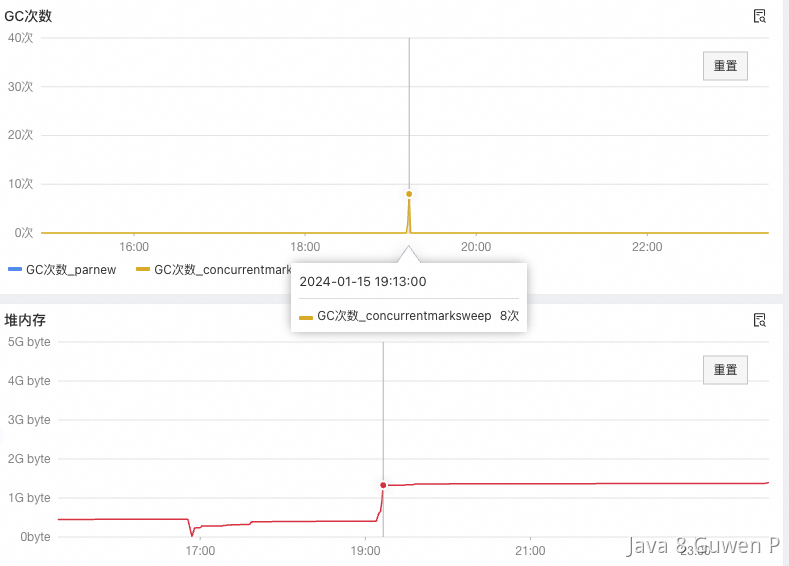 GC次数
40次
重置
30次
20次
10次
0次
16:00 18:00 20:00 22:00
GC次数_parnew GC次数_concurrentmark
2024-01-15 19:13:00
GC次数_concurrentmarksweep 8次
堆内存
5G byte
重置
4G byte
3G byte
2G byte
1G byte
0byte
17:00 19:00 21:00 23:00
Java 8 Guwen P